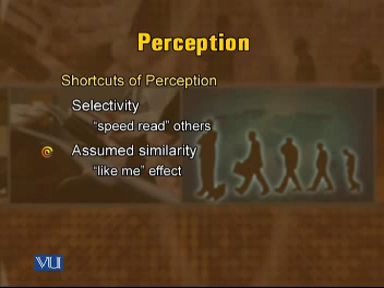 Perception
Shortcuts of Perception
Selectivity
"speed read" others
Assumed similarity
"like me" effect
VU